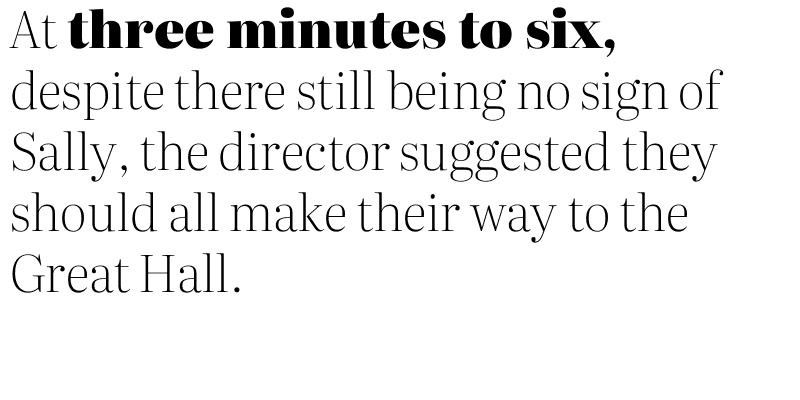 At three minutes to six,
despite there still being no sign of
Sally, the director suggested they
should all make their way to the
Great Hall.